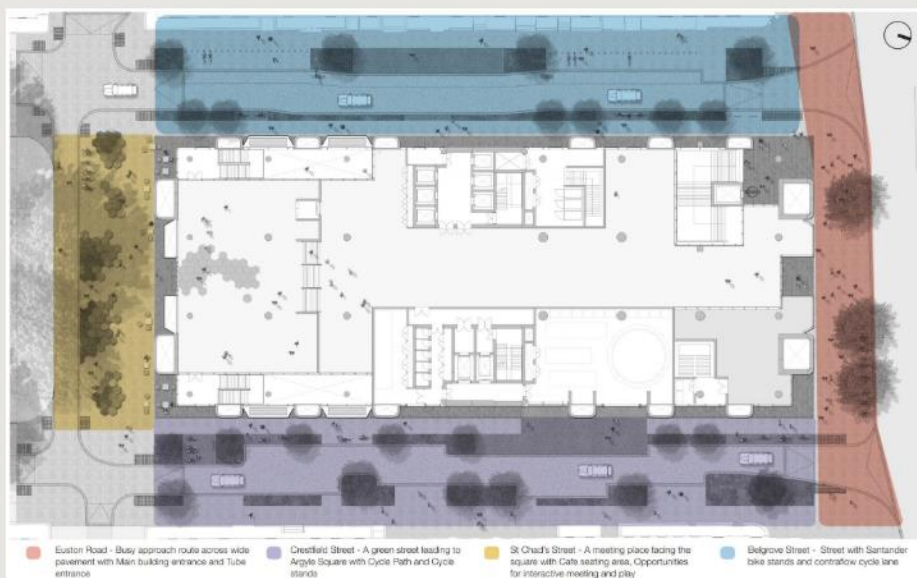 Euston Road - Busy approach route across wide
pavement with Main building entrance and Tube
entrance
Crestfield Street - A green street leading to
Argyle Square with Cycle Path and Cycle
stands
St Chad's Street - A meeting place facing the
square with Cafe seating area, Opportunities
for interactive meeting and play
Belgrove Street - Street with Santander
bike stands and contraflow cycle lane